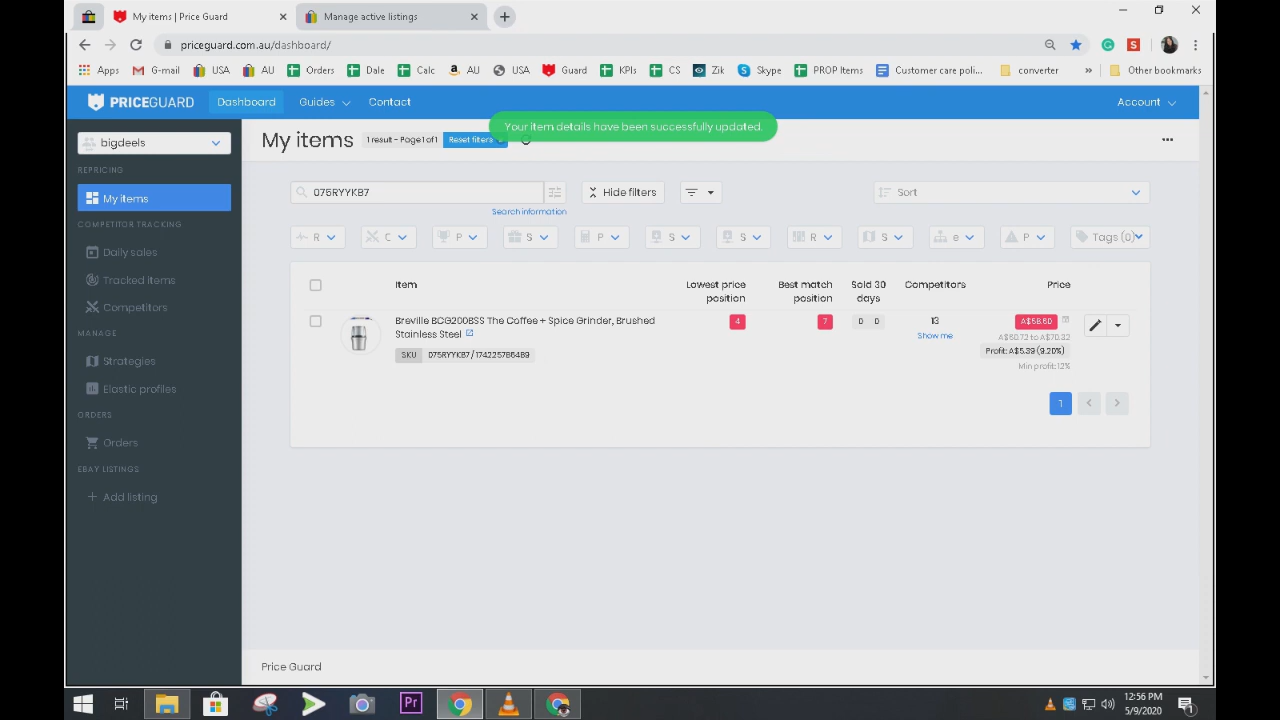 My items | Price Guard
Manage active listings
priceguard.com.au/dashboard/
Apps G-mail USA AU Orders Dale Calc AU USA Guard KPIs CS Zik Skype PROP Items Customer care poli... converter » Other bookmarks
PRICEGUARD Dashboard Guides Contact Account
Your item details have been successfully updated.
bigdeels
My items 1 result - Page 1 of 1 Reset filters
REPRICING
My items
COMPETITOR TRACKING
Daily sales
Tracked items
Competitors
MANAGE
Strategies
Elastic profiles
ORDERS
Orders
EBAY LISTINGS
Add listing
075RYYKB7 Hide filters Sort
Search information
R C P S P S S R S e P Tags (0)
Item Lowest price position Best match position Sold 30 days Competitors Price
Breville BCG200BSS The Coffee + Spice Grinder, Brushed
Stainless Steel
4 7 0 0 13
Show me
SKU 075RYYKB7 / 174225786489
Profit: A$5.39 (9.20%)
Min profit: 12%
1
Price Guard
12:56 PM
5/9/2020